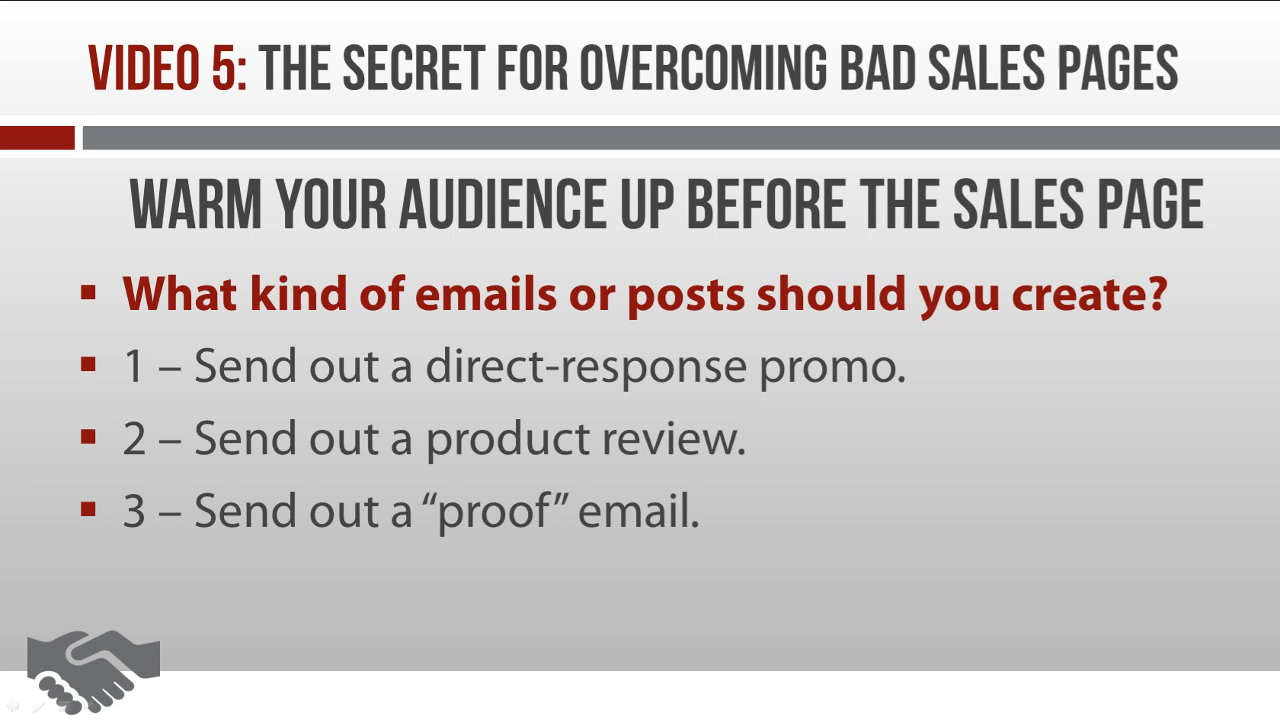 VIDEO 5: THE SECRET FOR OVERCOMING BAD SALES PAGES
WARM YOUR AUDIENCE UP BEFORE THE SALES PAGE
▪ What kind of emails or posts should you create?
▪ 1 – Send out a direct-response promo.
▪ 2 – Send out a product review.
▪ 3 – Send out a “proof” email.